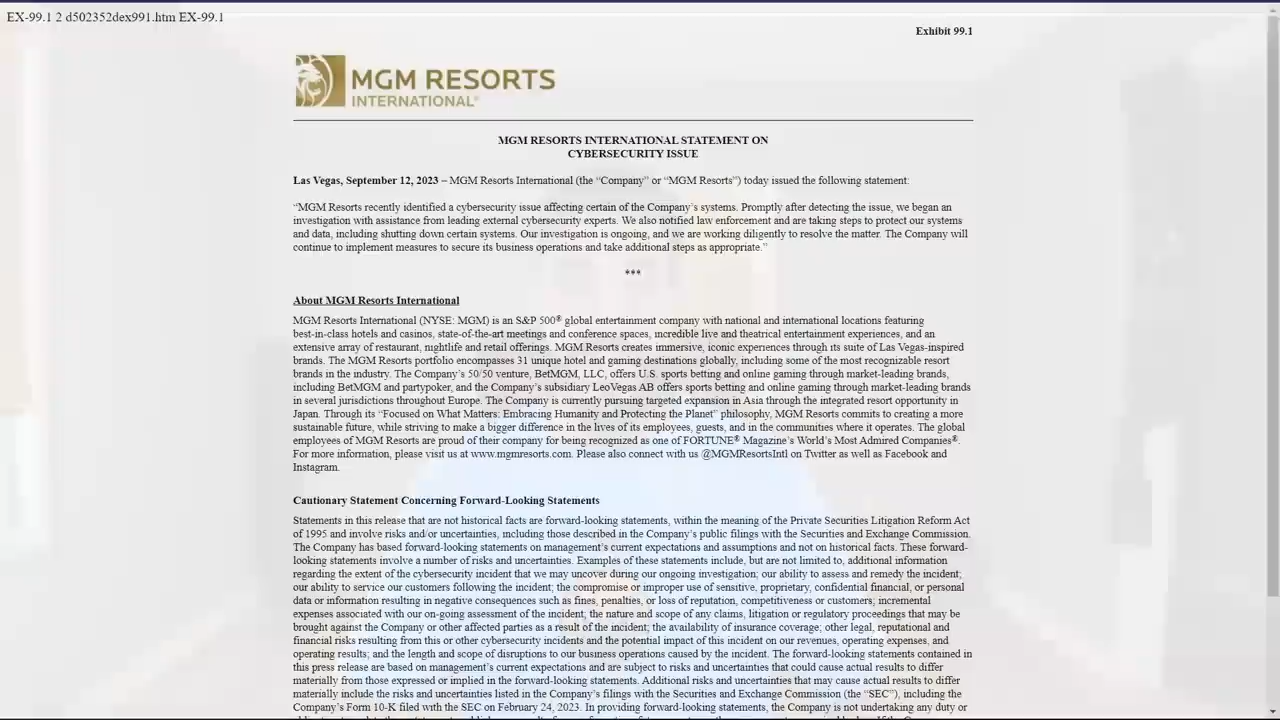 EX-99.1 2 d502352dex991.htm EX-99.1
Exhibit 99.1
MGM RESORTS
INTERNATIONAL®
MGM RESORTS INTERNATIONAL STATEMENT ON
CYBERSECURITY ISSUE
Las Vegas, September 12, 2023 – MGM Resorts International (the “Company” or “MGM Resorts”) today issued the following statement:
“MGM Resorts recently identified a cybersecurity issue affecting certain of the Company’s systems. Promptly after detecting the issue, we began an
investigation with assistance from leading external cybersecurity experts. We also notified law enforcement and are taking steps to protect our systems
and data, including shutting down certain systems. Our investigation is ongoing, and we are working diligently to resolve the matter. The Company will
continue to implement measures to secure its business operations and take additional steps as appropriate.”
***
About MGM Resorts International
MGM Resorts International (NYSE: MGM) is an S&P 500® global entertainment company with national and international locations featuring
best-in-class hotels and casinos, state-of-the-art meetings and conference spaces, incredible live and theatrical entertainment experiences, and an
extensive array of restaurant, nightlife and retail offerings. MGM Resorts creates immersive, iconic experiences through its suite of Las Vegas-inspired
brands. The MGM Resorts portfolio encompasses 31 unique hotel and gaming destinations globally, including some of the most recognizable resort
brands in the industry. The Company’s 50/50 venture, BetMGM, LLC, offers U.S. sports betting and online gaming through market-leading brands,
including BetMGM and partypoker, and the Company’s subsidiary LeoVegas AB offers sports betting and online gaming through market-leading brands
in several jurisdictions throughout Europe. The Company is currently pursuing targeted expansion in Asia through the integrated resort opportunity in
Japan. Through its “Focused on What Matters: Embracing Humanity and Protecting the Planet” philosophy, MGM Resorts commits to creating a more
sustainable future, while striving to make a bigger difference in the lives of its employees, guests, and in the communities where it operates. The global
employees of MGM Resorts are proud of their company for being recognized as one of FORTUNE® Magazine’s World’s Most Admired Companies®.
For more information, please visit us at www.mgmresorts.com. Please also connect with us @MGMResortsIntl on Twitter as well as Facebook and
Instagram.
Cautionary Statement Concerning Forward-Looking Statements
Statements in this release that are not historical facts are forward-looking statements, within the meaning of the Private Securities Litigation Reform Act
of 1995 and involve risks and/or uncertainties, including those described in the Company’s public filings with the Securities and Exchange Commission.
The Company has based forward-looking statements on management’s current expectations and assumptions and not on historical facts. These forward-
looking statements involve a number of risks and uncertainties. Examples of these statements include, but are not limited to, additional information
regarding the extent of the cybersecurity incident that we may uncover during our ongoing investigation; our ability to assess and remedy the incident;
our ability to service our customers following the incident; the compromise or improper use of sensitive, proprietary, confidential financial, or personal
data or information resulting in negative consequences such as fines, penalties, or loss of reputation, competitiveness or customers; incremental
expenses associated with our on-going assessment of the incident; the nature and scope of any claims, litigation or regulatory proceedings that may be
brought against the Company or other affected parties as a result of the incident; the availability of insurance coverage; other legal, reputational and
financial risks resulting from this or other cybersecurity incidents and the potential impact of this incident on our revenues, operating expenses, and
operating results; and the length and scope of disruptions to our business operations caused by the incident. The forward-looking statements contained in
this press release are based on management’s current expectations and are subject to risks and uncertainties that could cause actual results to differ
materially from those expressed or implied in the forward-looking statements. Additional risks and uncertainties that may cause actual results to differ
materially include the risks and uncertainties listed in the Company’s filings with the Securities and Exchange Commission (the “SEC”), including the
Company’s Form 10-K filed with the SEC on February 24, 2023. In providing forward-looking statements, the Company is not undertaking any duty or